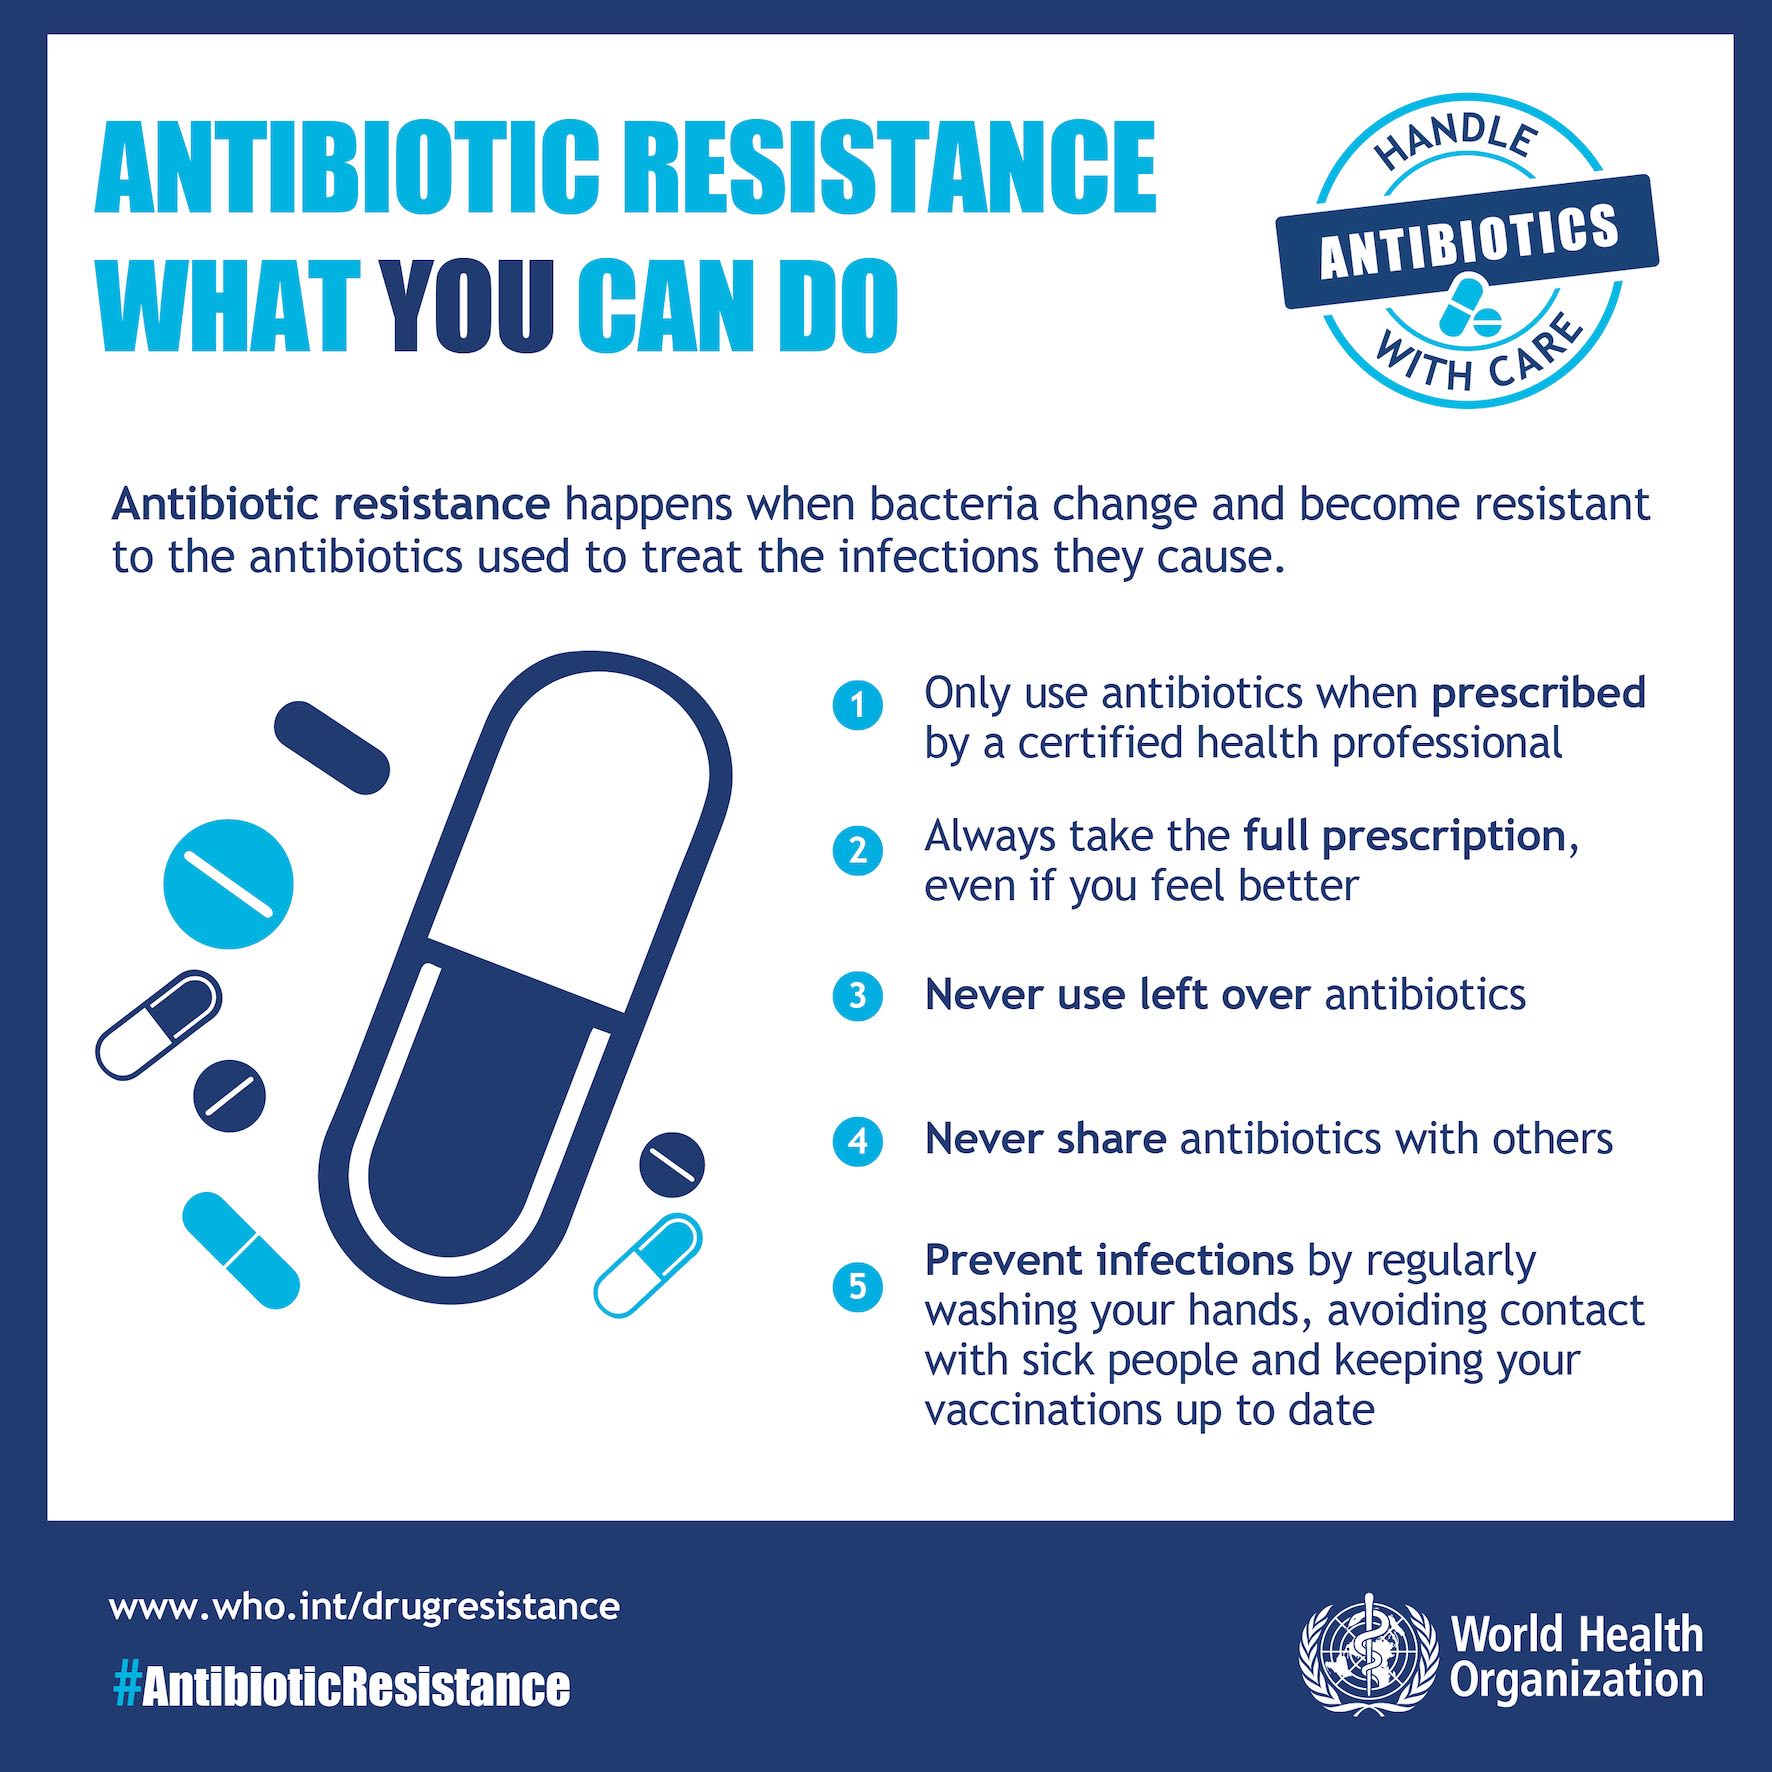 ANTIBIOTIC RESISTANCE
WHAT YOU CAN DO
HANDLE
ANTIBIOTICS
WITH CARE
Antibiotic resistance happens when bacteria change and become resistant
to the antibiotics used to treat the infections they cause.
1 Only use antibiotics when prescribed
by a certified health professional
2 Always take the full prescription,
even if you feel better
3 Never use left over antibiotics
4 Never share antibiotics with others
5 Prevent infections by regularly
washing your hands, avoiding contact
with sick people and keeping your
vaccinations up to date
www.who.int/drugresistance
#AntibioticResistance
World Health
Organization